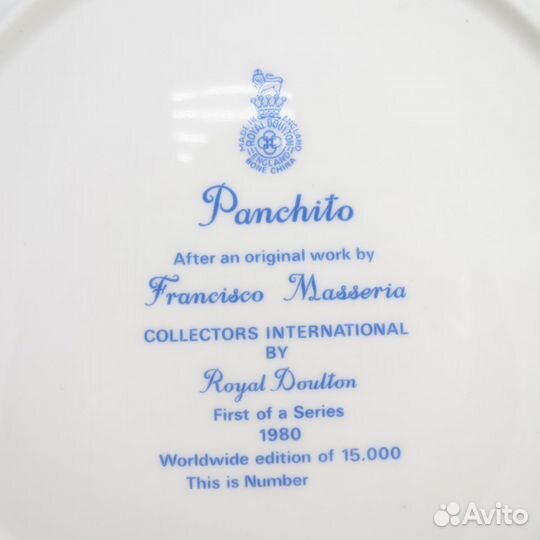 MADE IN ENGLAND
ROYAL DOULTON
ENGLAND
BONE CHINA
Panchito
After an original work by
Francisco Masseria
COLLECTORS INTERNATIONAL
BY
Royal Doulton
First of a Series
1980
Worldwide edition of 15.000
This is Number
Avito